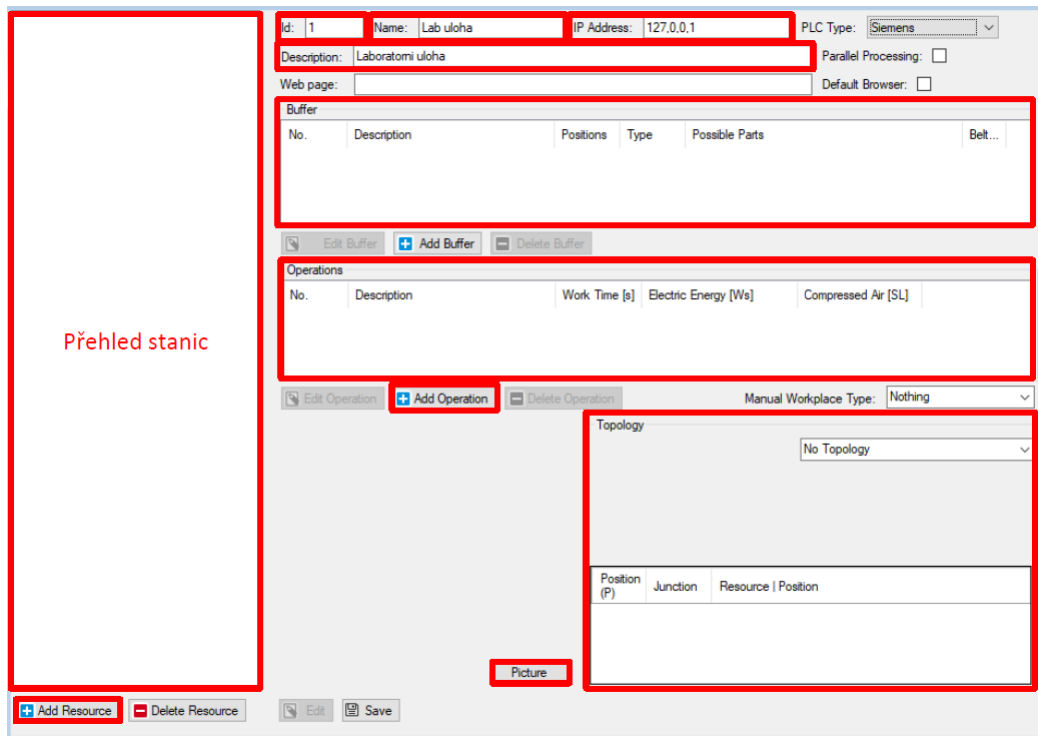 Id: 1 Name: Lab uloha IP Address: 127,0,0,1 PLC Type: Siemens
Description: Laboratorni uloha Parallel Processing:
Web page: Default Browser:
Buffer
No. Description Positions Type Possible Parts Belt...
Edit Buffer Add Buffer Delete Buffer
Operations
No. Description Work Time [s] Electric Energy [Ws] Compressed Air [SL]
Přehled stanic
Edit Operation Add Operation Delete Operation Manual Workplace Type: Nothing
Topology
No Topology
Position (P) Junction Resource | Position
Picture
Add Resource Delete Resource Edit Save